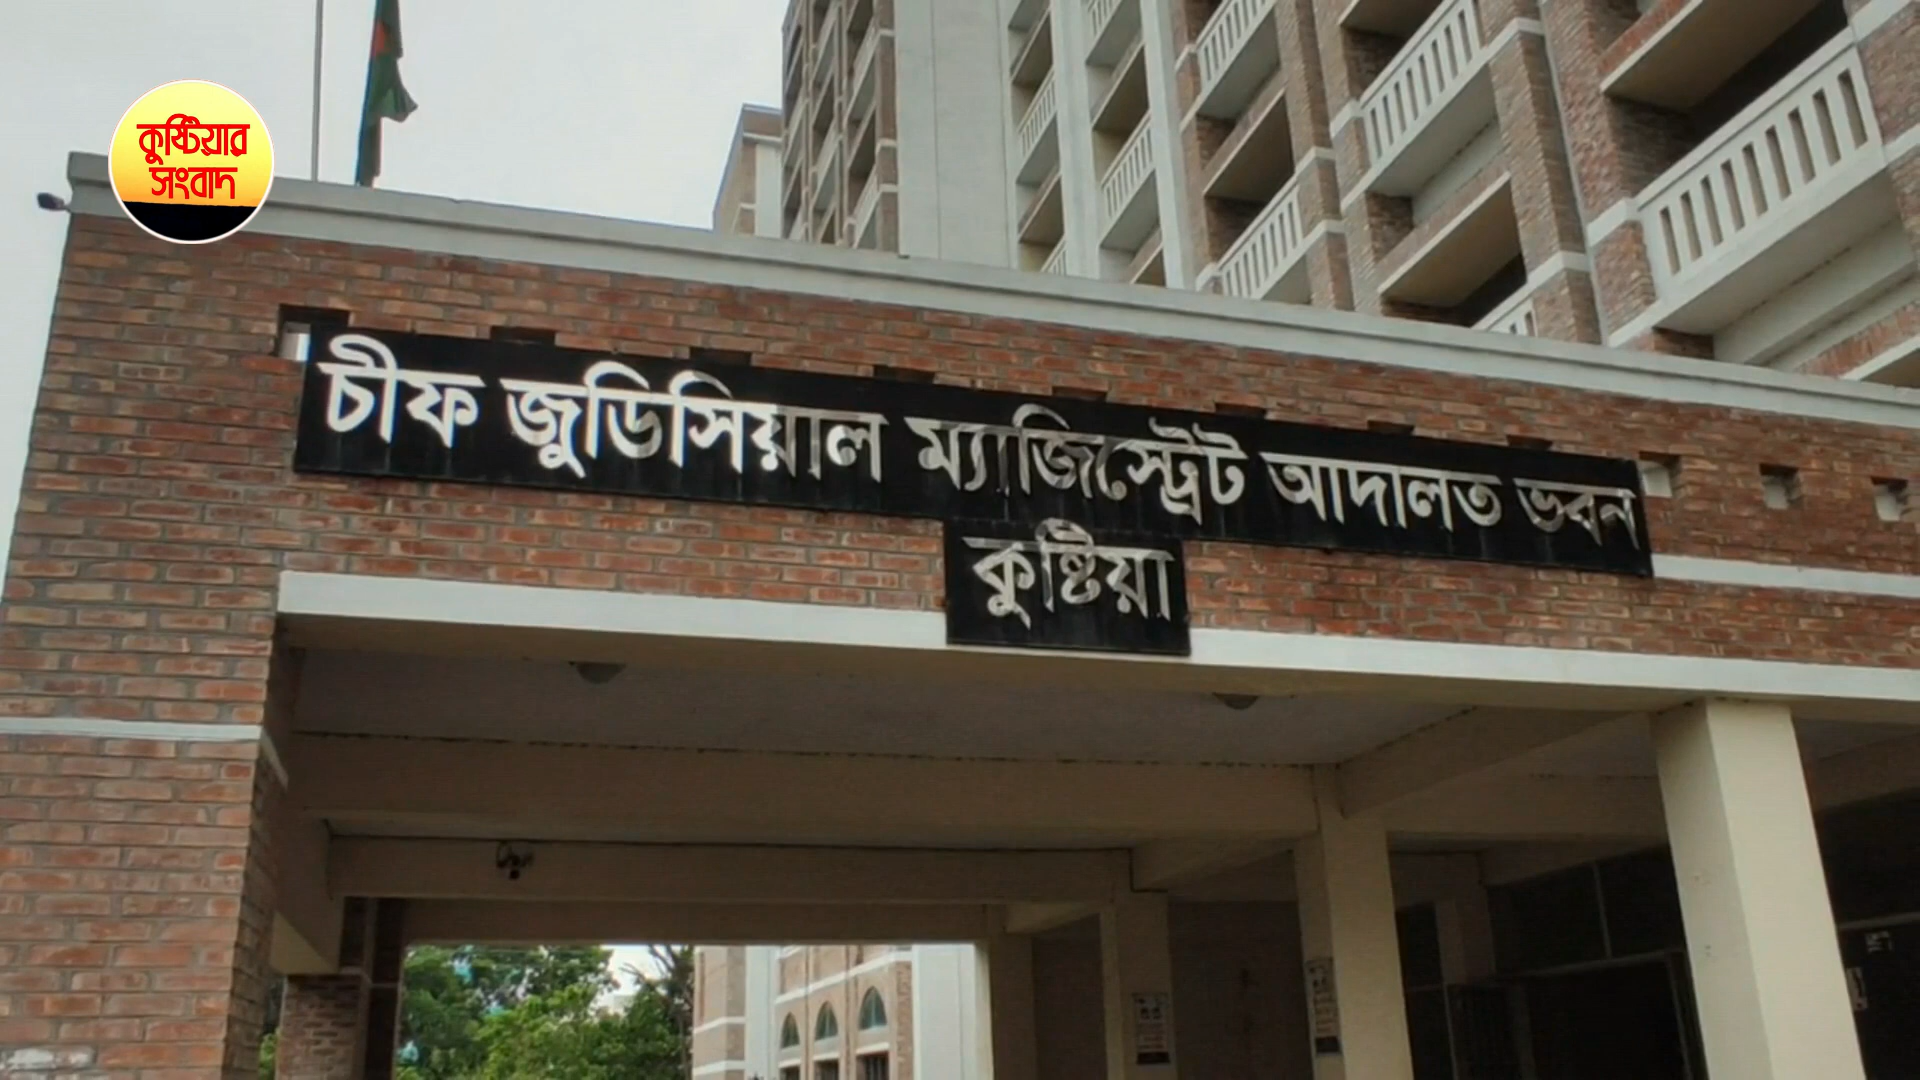 কুষ্টিয়ার
সংবাদ
চীফ জুডিসিয়াল ম্যাজিস্ট্রেট আদালত ভবন
কুষ্টিয়া